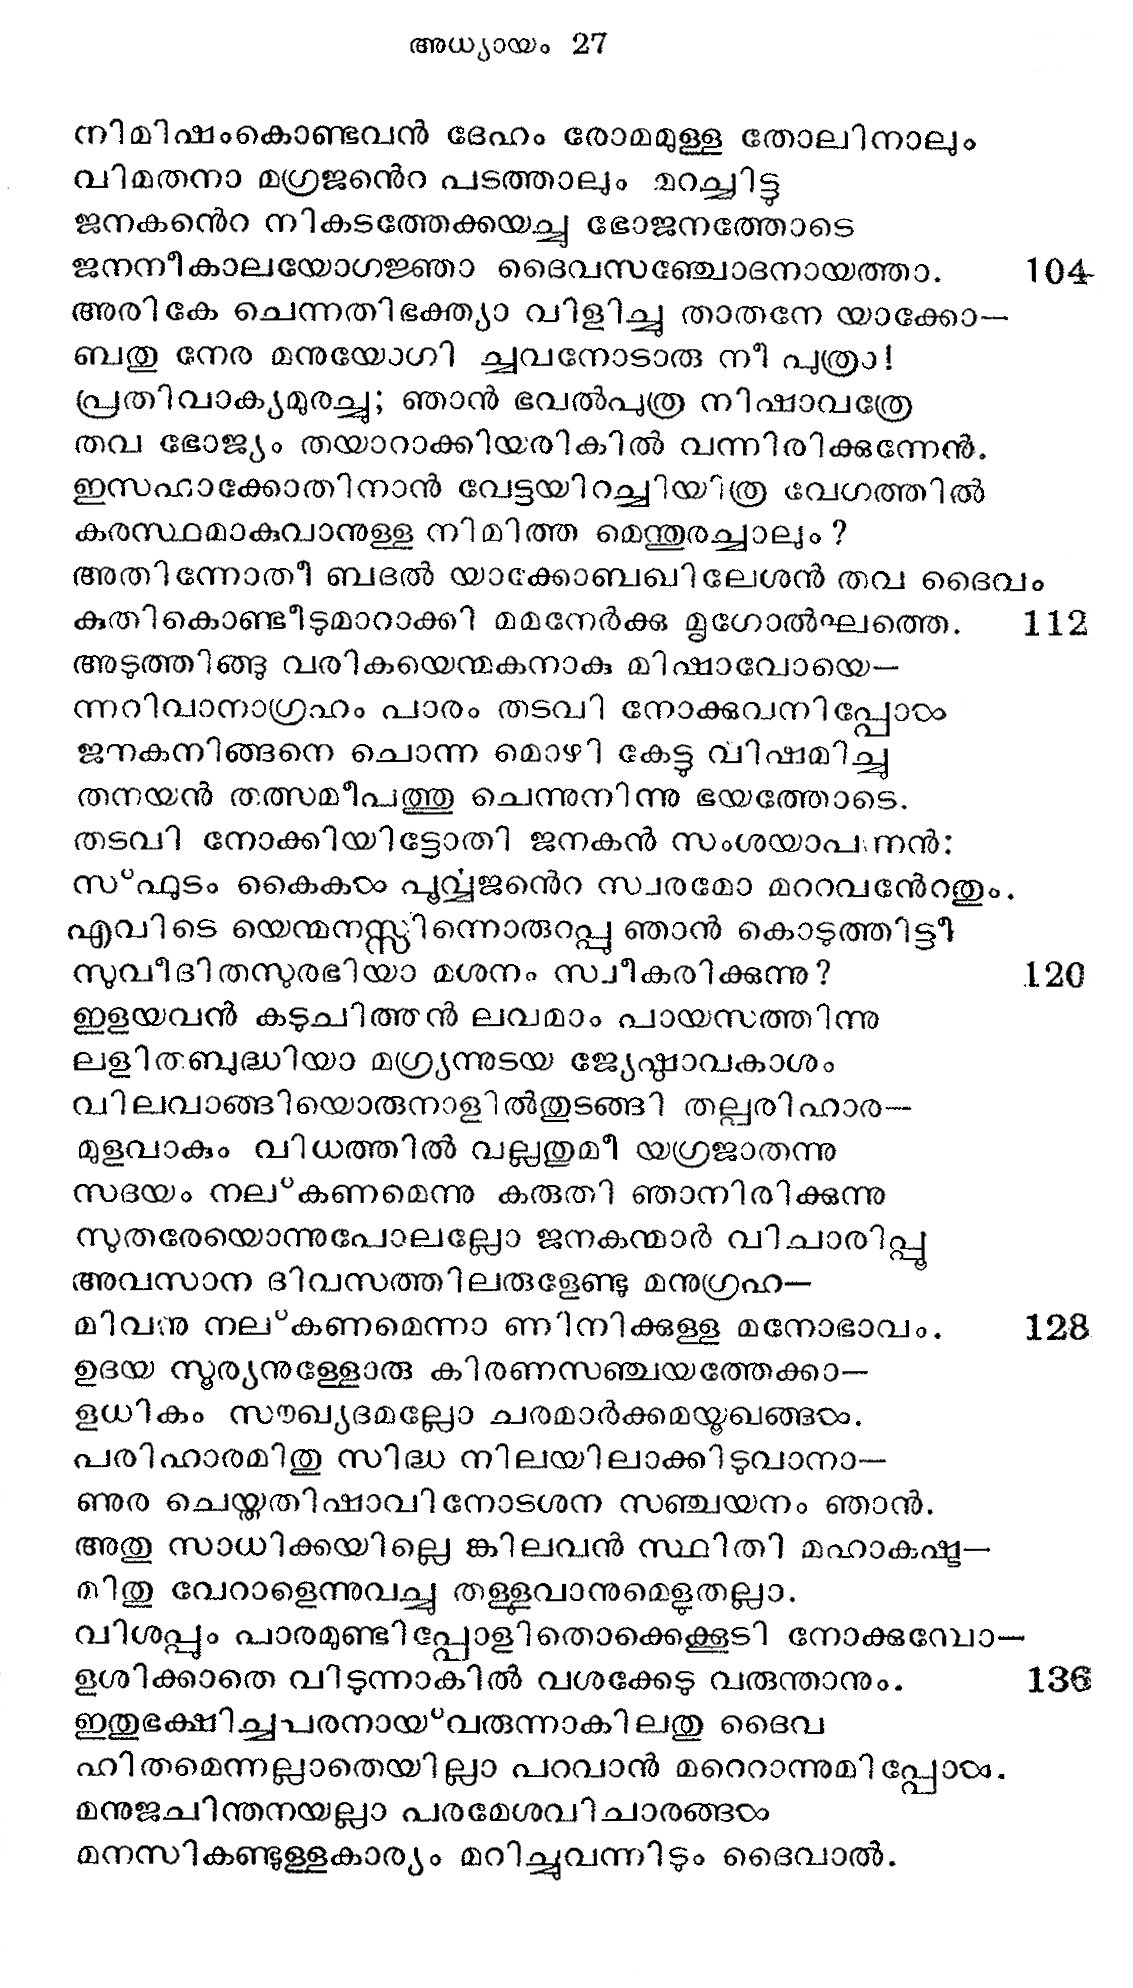 അധ്യായം 27
നിമിഷംകൊണ്ടവൻ ദേഹം രോമമുള്ള തോലിനാലും
വിമതനാ മഗ്രജൻെറ പടത്താലും മറച്ചിട്ടു
ജനകൻെറ നികടത്തേക്കയച്ചു ഭോജനത്തോടെ
ജനനീകാലയോഗജ്ഞാ ദൈവസഞ്ചോദനായത്താ. 104
അരികേ ചെന്നതിഭക്ത്യാ വിളിച്ചു താതനേ യാക്കോ—
ബതു നേര മനുയോഗി ച്ചവനോടാരു നീ പുത്രാ!
പ്രതിവാക്യമുരച്ചു; ഞാൻ ഭവൽപുത്ര നിഷാവത്രേ
തവ ഭോജ്യം തയാറാക്കിയരികിൽ വന്നിരിക്കുന്നേൻ.
ഇസഹാക്കോതിനാൻ വേട്ടയിറച്ചിയിത്ര വേഗത്തിൽ
കരസ്ഥമാകുവാനുള്ള നിമിത്ത മെന്തുരച്ചാലും?
അതിന്നോതീ ബദൽ യാക്കോബഖിലേശൻ തവ ദൈവം
കുതികൊണ്ടീടുമാറാക്കി മമനേർക്കു മൃഗോൽഘത്തെ. 112
അടുത്തിങ്ങു വരികയെന്മകനാകു മിഷാവോയെ—
ന്നറിവാനാഗ്രഹം പാരം തടവി നോക്കുവനിപ്പോൾ
ജനകനിങ്ങനെ ചൊന്ന മൊഴി കേട്ടു വിഷമിച്ചു
തനയൻ തത്സമീപത്തു ചെന്നുനിന്നു ഭയത്തോടെ.
തടവി നോക്കിയിട്ടോതി ജനകൻ സംശയാപന്നൻ:
സ്ഫുടം കൈകൾ പൂർവ്വജൻെറ സ്വരമോ മററവൻേറതും.
എവിടെ യെന്മനസ്സിന്നൊരുറപ്പു ഞാൻ കൊടുത്തിട്ടീ
സുവീദിതസുരഭിയാ മശനം സ്വീകരിക്കുന്നു? 120
ഇളയവൻ കടുചിത്തൻ ലവമാം പായസത്തിന്നു
ലളിതബുദ്ധിയാ മഗ്ര്യന്നുടയ ജ്യേഷ്ഠാവകാശം
വിലവാങ്ങിയൊരുനാളിൽതുടങ്ങി തല്പരിഹാര—
മുളവാകും വിധത്തിൽ വല്ലതുമീ യഗ്രജാതന്നു
സദയം നല്കണമെന്നു കരുതി ഞാനിരിക്കുന്നു
സുതരേയൊന്നുപോലല്ലോ ജനകന്മാർ വിചാരിപ്പൂ
അവസാന ദിവസത്തിലരുളേണ്ടു മനുഗ്രഹ—
മിവന്നു നല്കണമെന്നാ ണിനിക്കുള്ള മനോഭാവം. 128
ഉദയ സൂര്യനുള്ളോരു കിരണസഞ്ചയത്തേക്കാ—
ളധികം സൗഖ്യദമല്ലോ ചരമാർക്കമയൂഖങ്ങൾ.
പരിഹാരമിതു സിദ്ധ നിലയിലാക്കിടുവാനാ—
ണുര ചെയ്തതിഷാവിനോടശന സഞ്ചയനം ഞാൻ.
അതു സാധിക്കയില്ലെ ങ്കിലവൻ സ്ഥിതി മഹാകഷ്ട—
മിതു വേറാളെന്നുവച്ചു തള്ളുവാനുമെളുതല്ലാ.
വിശപ്പും പാരമുണ്ടിപ്പോളിതൊക്കെക്കൂടി നോക്കുമ്പോ—
ളശിക്കാതെ വിടുന്നാകിൽ വശക്കേടു വരുന്താനും. 136
ഇതുഭക്ഷിച്ചപരനായ്‌വരുന്നാകിലതു ദൈവ
ഹിതമെന്നല്ലാതെയില്ലാ പറവാൻ മറെറാന്നുമിപ്പോൾ.
മനുജചിന്തനയല്ലാ പരമേശവിചാരങ്ങൾ
മനസികണ്ടുള്ളകാര്യം മറിച്ചുവന്നിടും ദൈവാൽ.